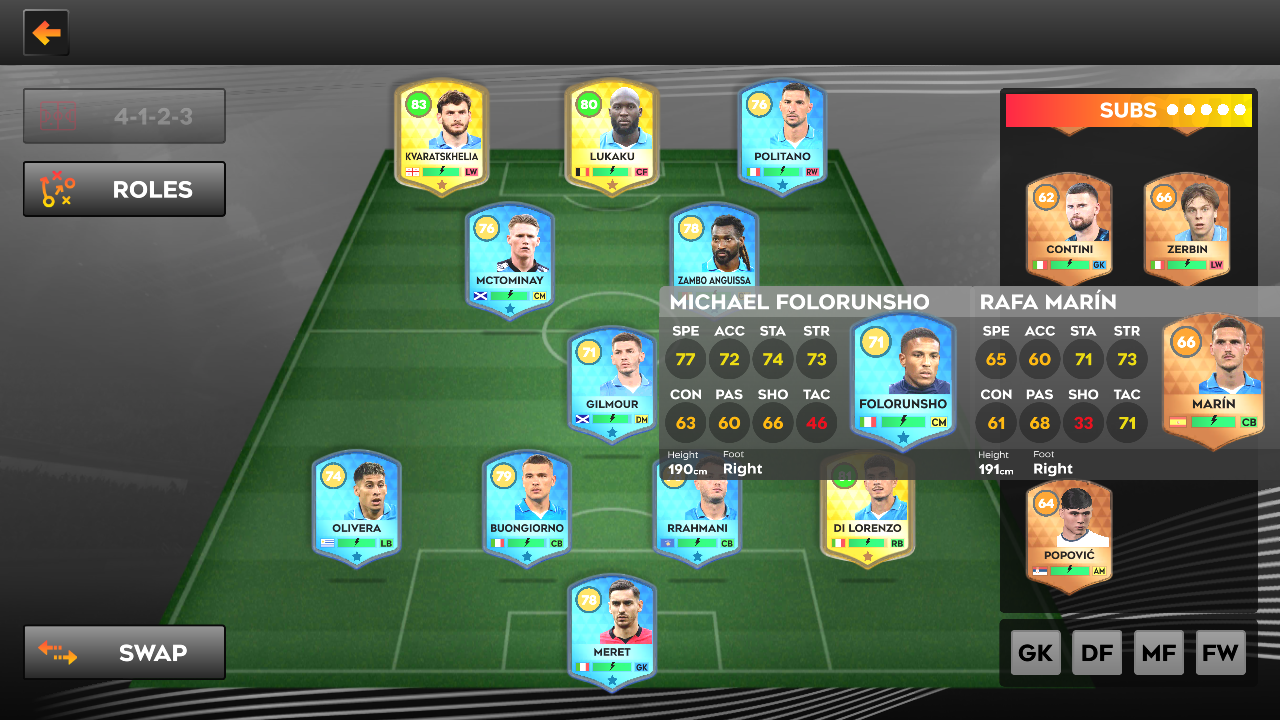 4-1-2-3
ROLES
SUBS
83
KVARATSKHELIA
LW
80
LUKAKU
CF
76
POLITANO
RW
62
CONTINI
GK
66
ZERBIN
LW
76
MCTOMINAY
CM
78
ZAMBO ANGUISSA
MICHAEL FOLORUNSHO
SPE ACC STA STR
77 72 74 73
CON PAS SHO TAC
63 60 66 46
Height Foot
190cm Right
71
FOLORUNSHO
CM
RAFA MARÍN
SPE ACC STA STR
65 60 71 73
CON PAS SHO TAC
61 68 33 71
Height Foot
191cm Right
66
MARÍN
CB
71
GILMOUR
DM
74
OLIVERA
LB
79
BUONGIORNO
CB
RRAHMANI
CB
81
DI LORENZO
RB
64
POPOVIĆ
AM
78
MERET
GK
SWAP
GK DF MF FW